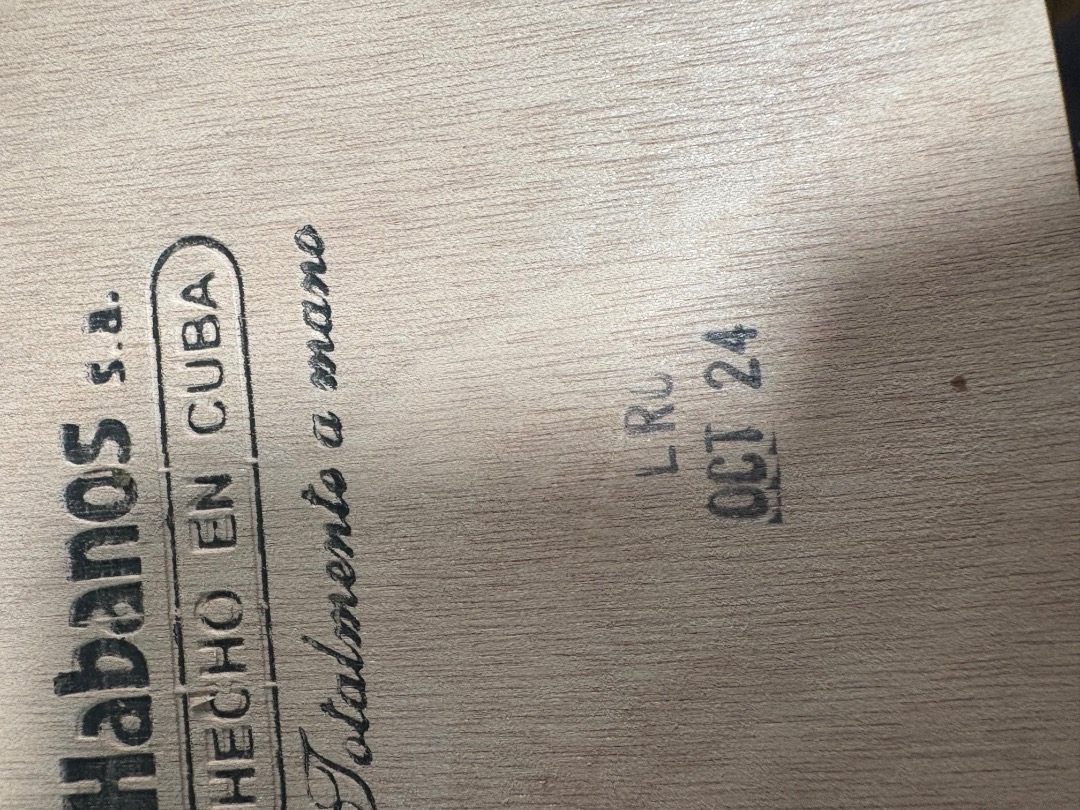 Habanos s.a.
HECHO EN CUBA
Totalmente a mano
LRU
OCT 24